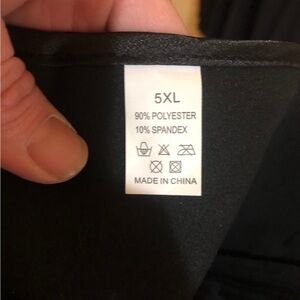 5XL
90% POLYESTER
10% SPANDEX
MADE IN CHINA